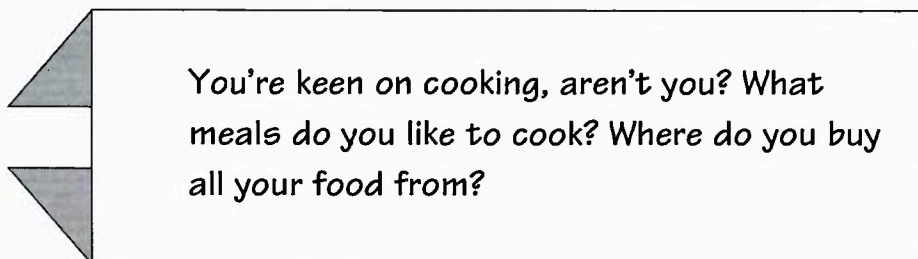 You're keen on cooking, aren't you? What
meals do you like to cook? Where do you buy
all your food from?